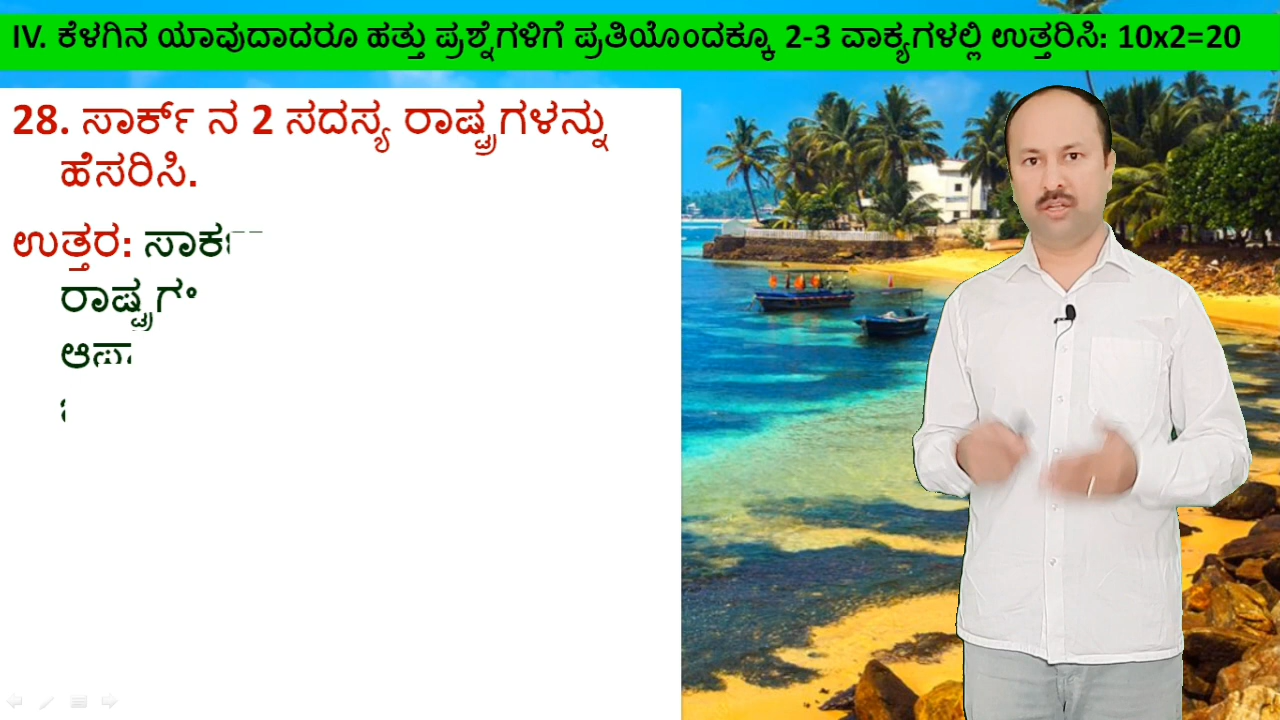 IV. ಕೆಳಗಿನ ಯಾವುದಾದರೂ ಹತ್ತು ಪ್ರಶ್ನೆಗಳಿಗೆ ಪ್ರತಿಯೊಂದಕ್ಕೂ 2-3 ವಾಕ್ಯಗಳಲ್ಲಿ ಉತ್ತರಿಸಿ: 10x2=20
28. ಸಾರ್ಕ್ ನ 2 ಸದಸ್ಯ ರಾಷ್ಟ್ರಗಳನ್ನು
ಹೆಸರಿಸಿ.
ಉತ್ತರ: